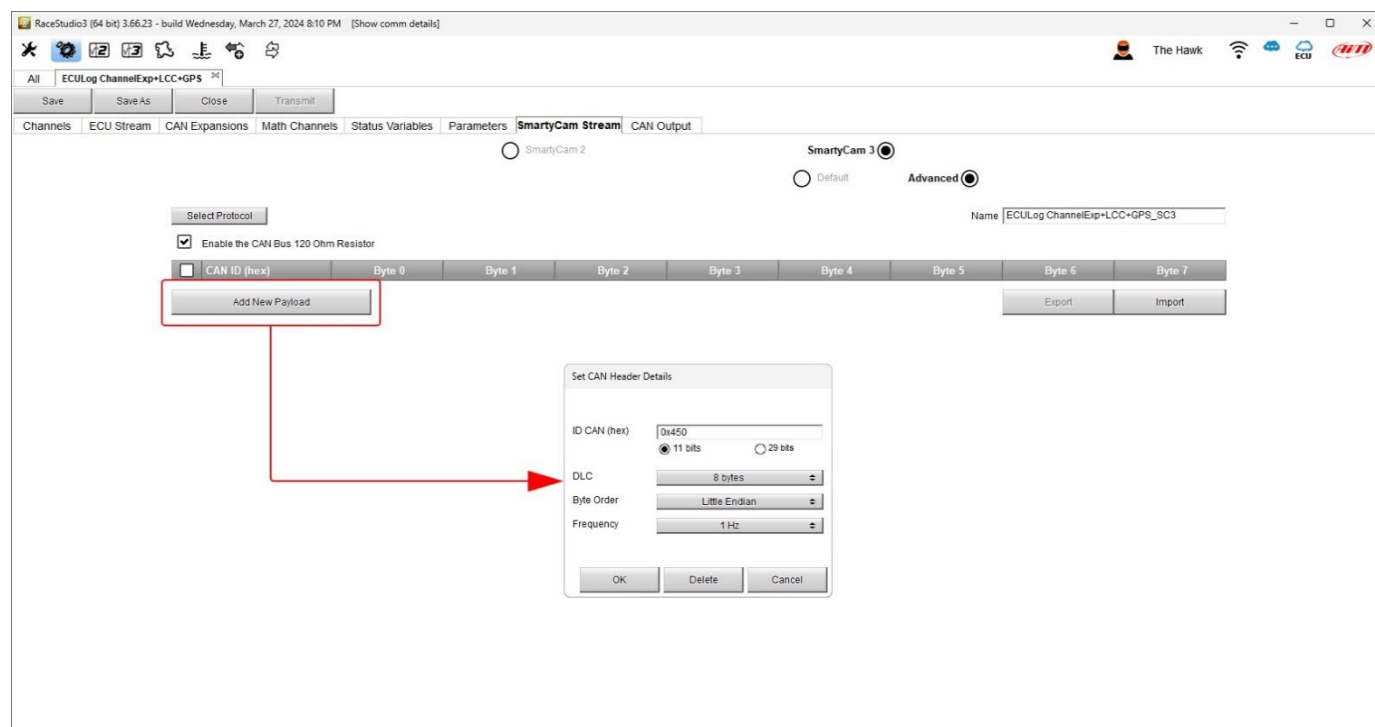 RaceStudio3 (64 bit) 3.66.23 - build Wednesday, March 27, 2024 8:10 PM [Show comm details]
The Hawk ECU AiM
All ECULog ChannelExp+LCC+GPS
Save Save As Close Transmit
Channels ECU Stream CAN Expansions Math Channels Status Variables Parameters SmartyCam Stream CAN Output
SmartyCam 2 SmartyCam 3
Default Advanced
Select Protocol Name ECULog ChannelExp+LCC+GPS_SC3
Enable the CAN Bus 120 Ohm Resistor
CAN ID (hex) Byte 0 Byte 1 Byte 2 Byte 3 Byte 4 Byte 5 Byte 6 Byte 7
Add New Payload Export Import
Set CAN Header Details
ID CAN (hex) 0x450
11 bits 29 bits
DLC 8 bytes
Byte Order Little Endian
Frequency 1 Hz
OK Delete Cancel